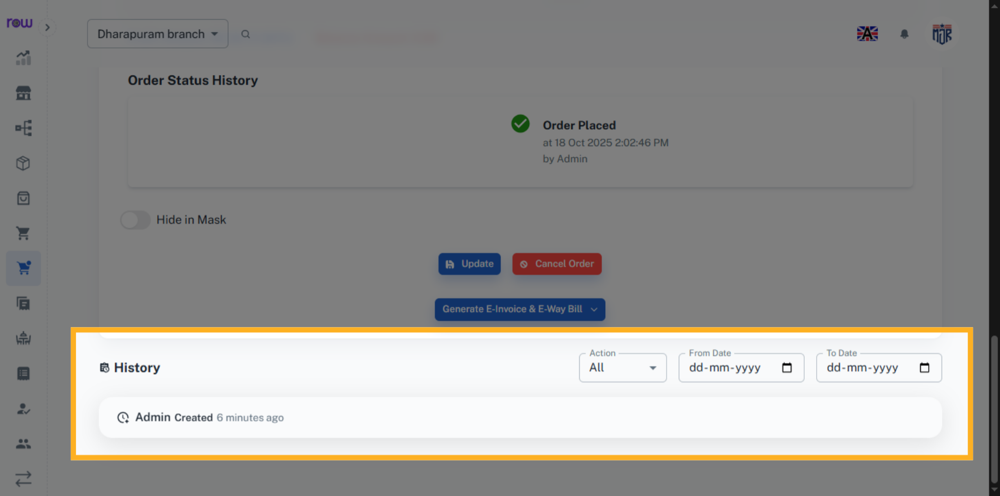 row
Dharapuram branch
A
MJR
Order Status History
Order Placed
at 18 Oct 2025 2:02:46 PM
by Admin
Hide in Mask
Update
Cancel Order
Generate E-Invoice & E-Way Bill
History
Action
All
From Date
dd-mm-yyyy
To Date
dd-mm-yyyy
Admin Created 6 minutes ago